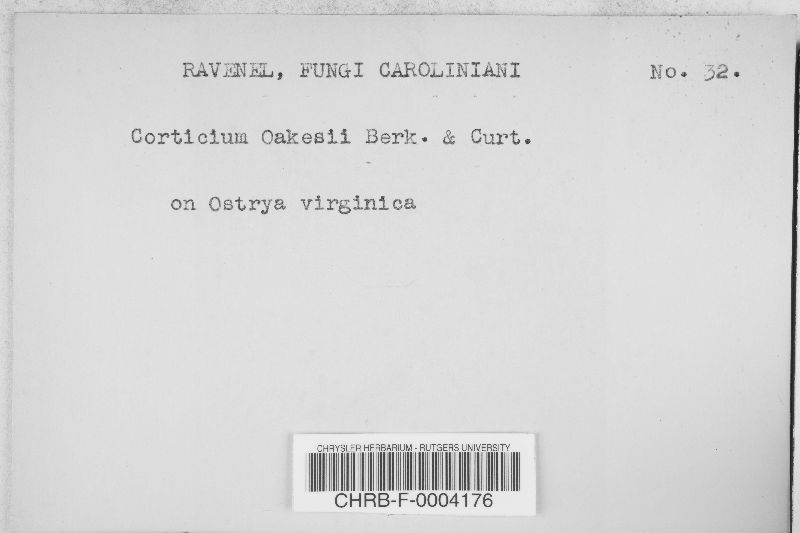 RAVENEL, FUNGI CAROLINIANI No. 32.
Corticium Oakesii Berk. & Curt.
on Ostrya virginica
CHRYSLER HERBARIUM - RUTGERS UNIVERSITY
CHRB-F-0004176